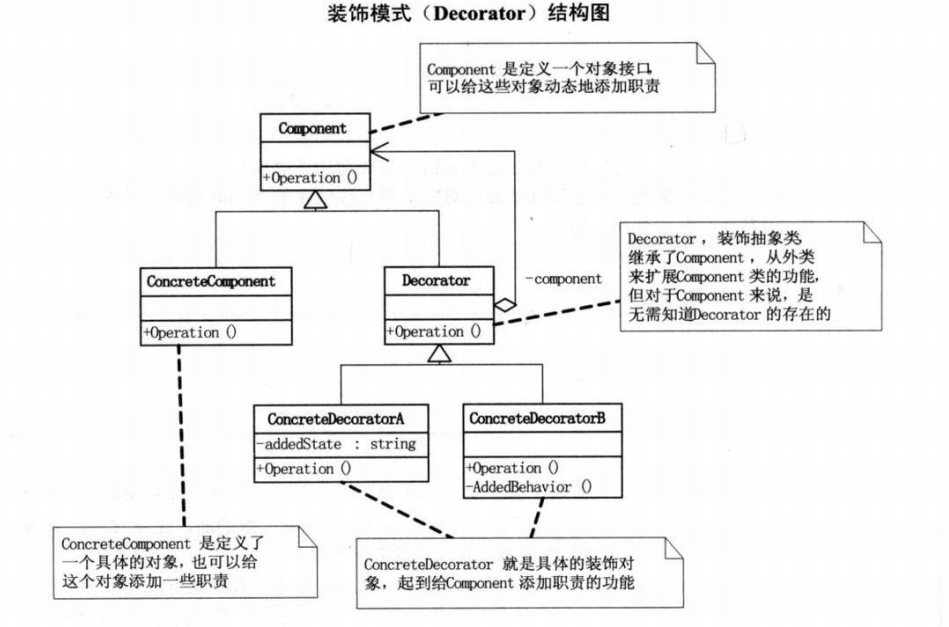 装饰模式（Decorator）结构图
Component 是定义一个对象接口，
可以给这些对象动态地添加职责
Component
+Operation ()
Decorator ，装饰抽象类，
继承了Component ，从外类
来扩展Component 类的功能，
但对于Component 来说，是
无需知道Decorator 的存在的
ConcreteComponent
+Operation ()
Decorator
+Operation ()
-component
ConcreteDecoratorA
-addedState : string
+Operation ()
ConcreteDecoratorB
+Operation ()
-AddedBehavior ()
ConcreteComponent 是定义了
一个具体的对象，也可以给
这个对象添加一些职责
ConcreteDecorator 就是具体的装饰对
象，起到给Component 添加职责的功能